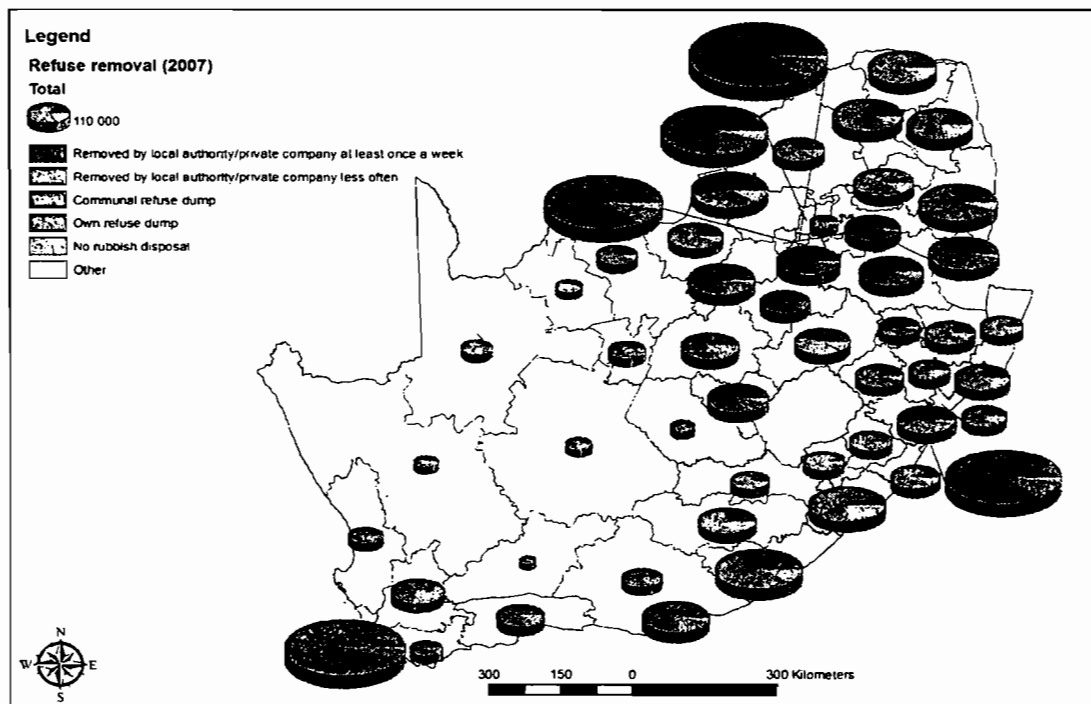 Legend
Refuse removal (2007)
Total
110 000
Removed by local authority/private company at least once a week
Removed by local authority/private company less often
Communal refuse dump
Own refuse dump
No rubbish disposal
Other
N
W E
S
300 150 0 300 Kilometers